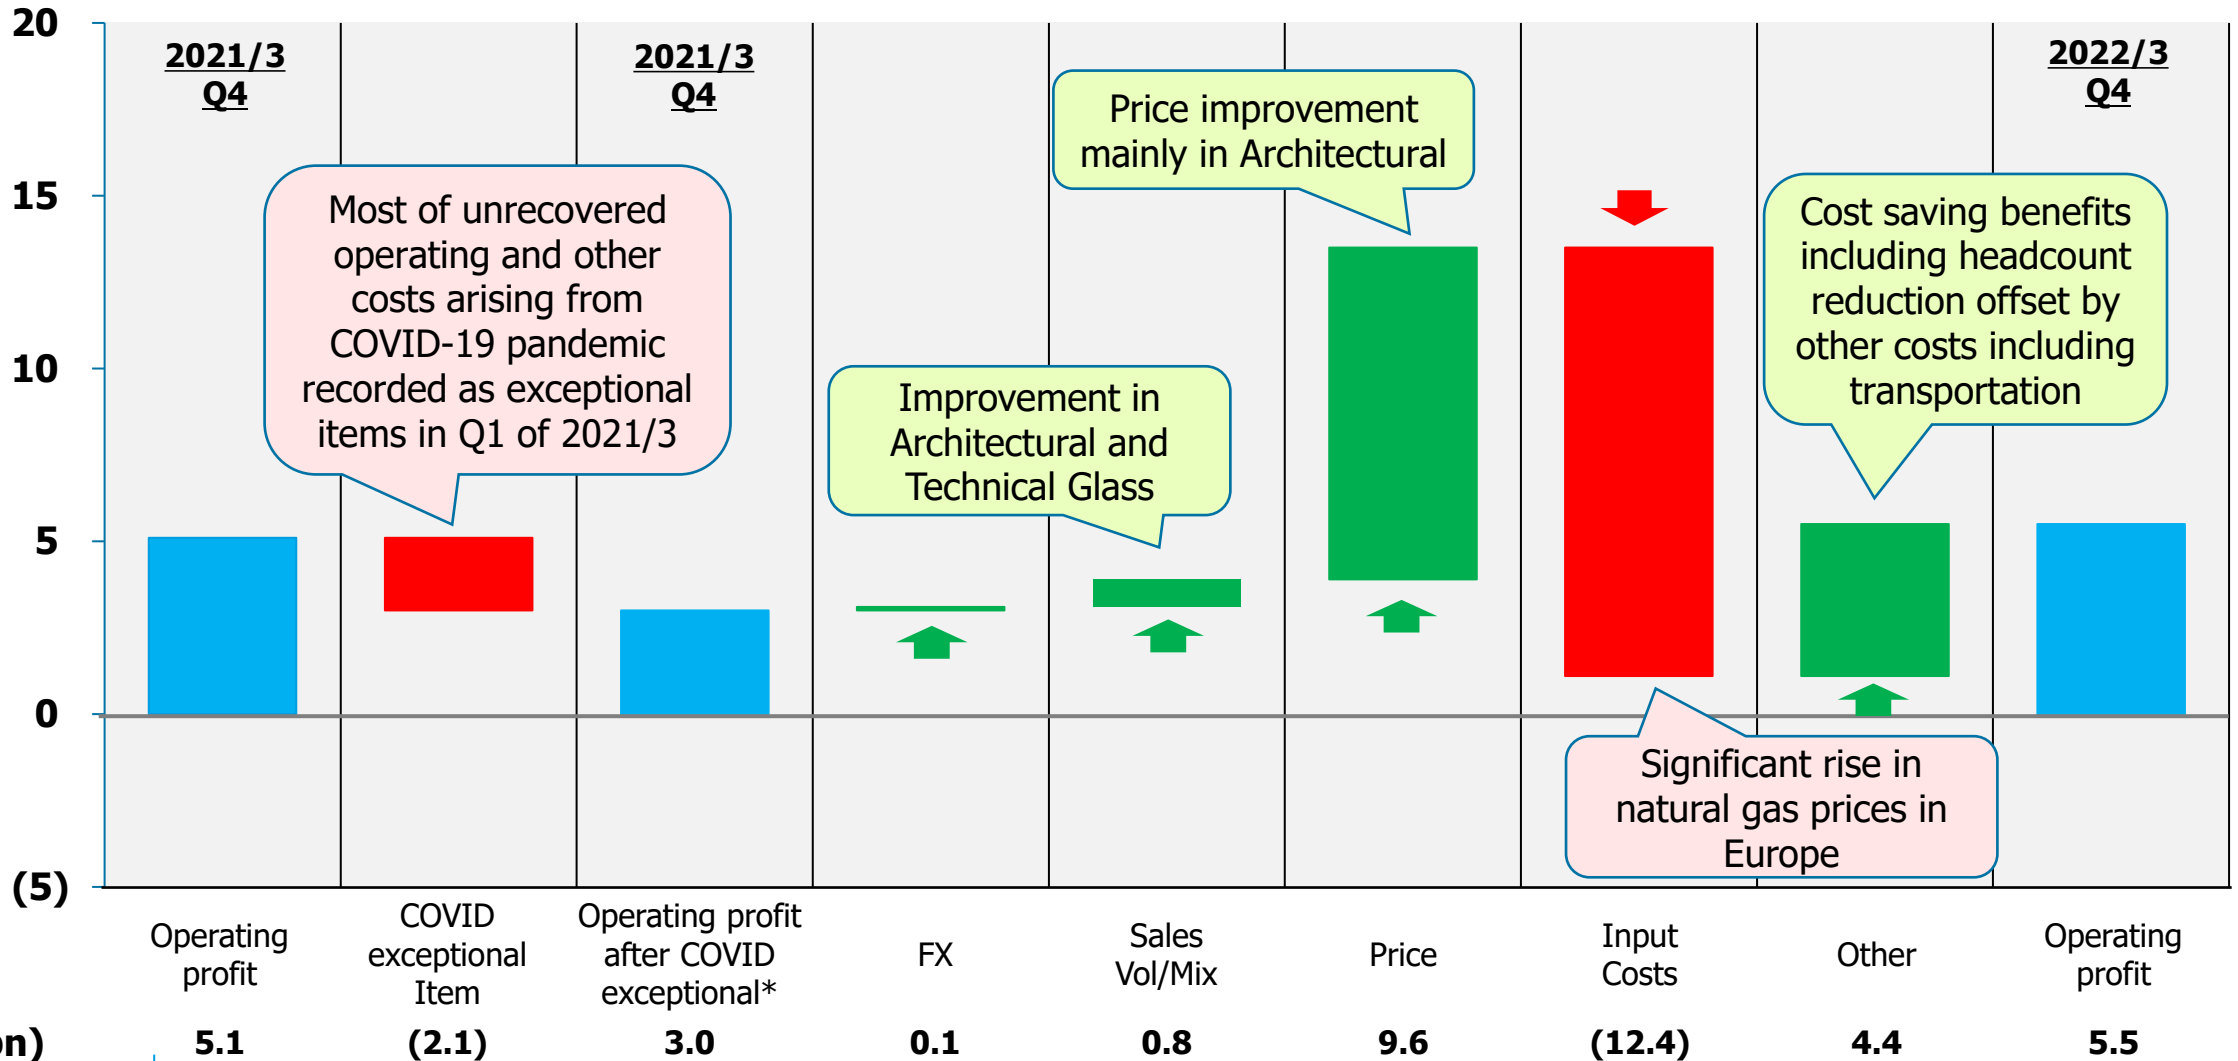 20
15
10
5
0
(5)
2021/3
Q4
2021/3
Q4
2022/3
Q4
Most of unrecovered
operating and other
costs arising from
COVID-19 pandemic
recorded as exceptional
items in Q1 of 2021/3
Improvement in
Architectural and
Technical Glass
Price improvement
mainly in Architectural
Cost saving benefits
including headcount
reduction offset by
other costs including
transportation
Significant rise in
natural gas prices in
Europe
Operating
profit
COVID
exceptional
Item
Operating profit
after COVID
exceptional*
FX
Sales
Vol/Mix
Price
Input
Costs
Other
Operating
profit
on) 5.1 (2.1) 3.0 0.1 0.8 9.6 (12.4) 4.4 5.5